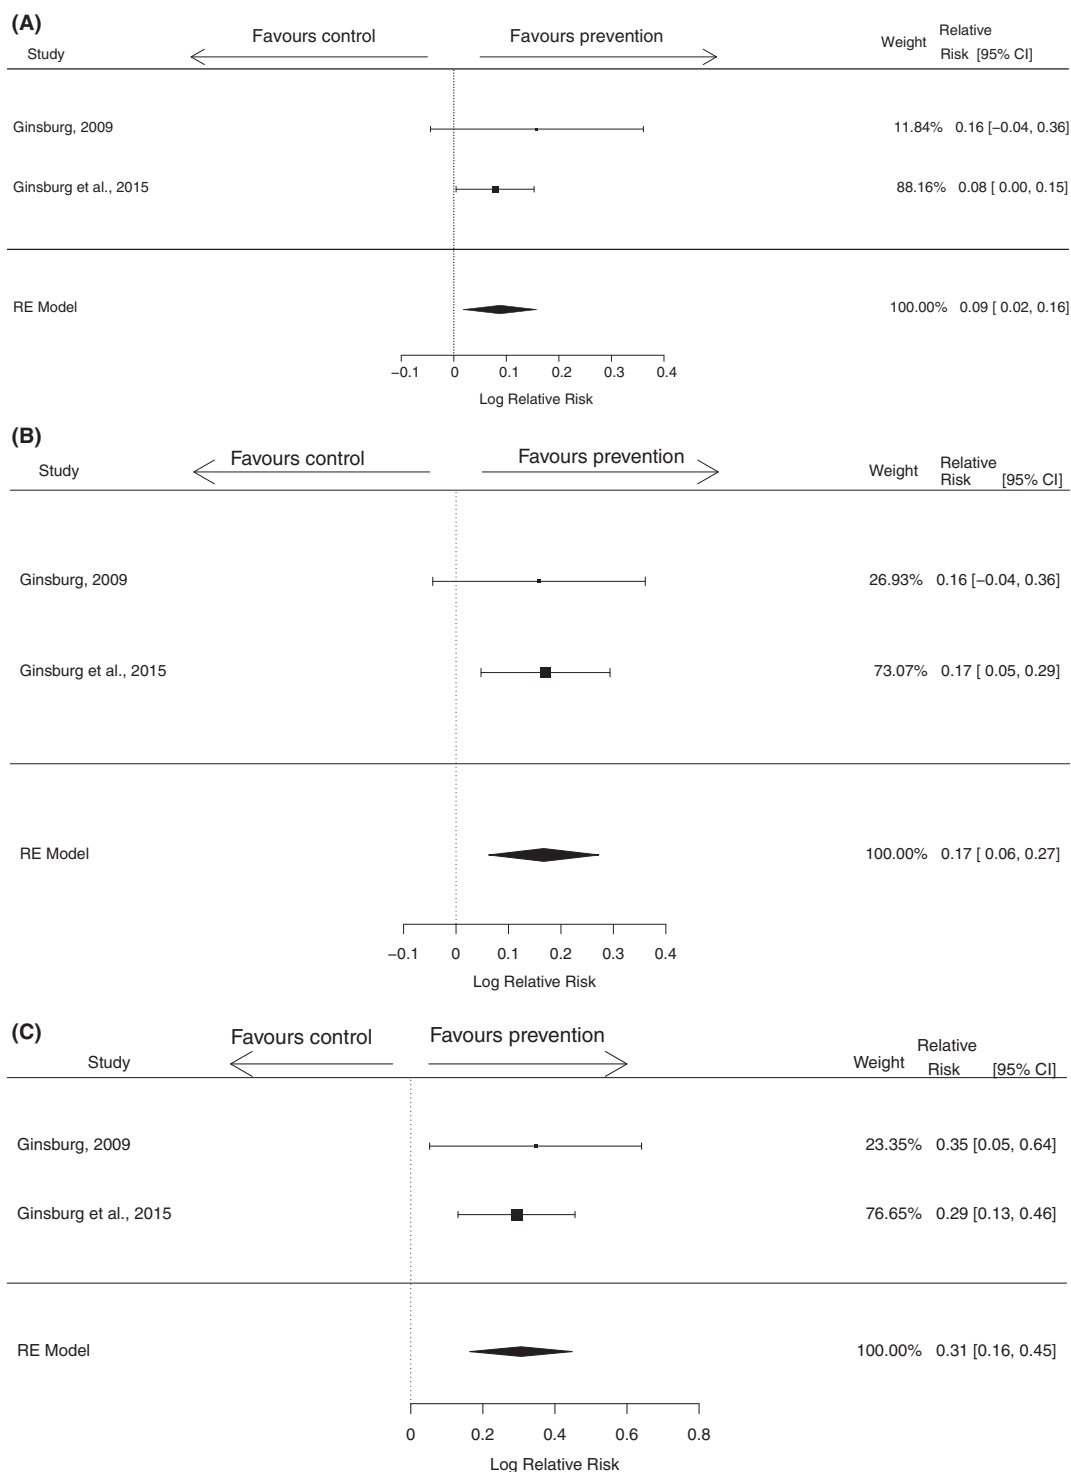 (A)
Favours control Favours prevention
Study Weight Relative
Risk [95% CI]
Ginsburg, 2009 11.84% 0.16 [−0.04, 0.36]
Ginsburg et al., 2015 88.16% 0.08 [ 0.00, 0.15]
RE Model 100.00% 0.09 [ 0.02, 0.16]
−0.1 0 0.1 0.2 0.3 0.4
Log Relative Risk
(B)
Favours control Favours prevention
Study Weight Relative
Risk [95% CI]
Ginsburg, 2009 26.93% 0.16 [−0.04, 0.36]
Ginsburg et al., 2015 73.07% 0.17 [ 0.05, 0.29]
RE Model 100.00% 0.17 [ 0.06, 0.27]
−0.1 0 0.1 0.2 0.3 0.4
Log Relative Risk
(C)
Favours control Favours prevention
Study Weight Relative
Risk [95% CI]
Ginsburg, 2009 23.35% 0.35 [0.05, 0.64]
Ginsburg et al., 2015 76.65% 0.29 [0.13, 0.46]
RE Model 100.00% 0.31 [0.16, 0.45]
0 0.2 0.4 0.6 0.8
Log Relative Risk